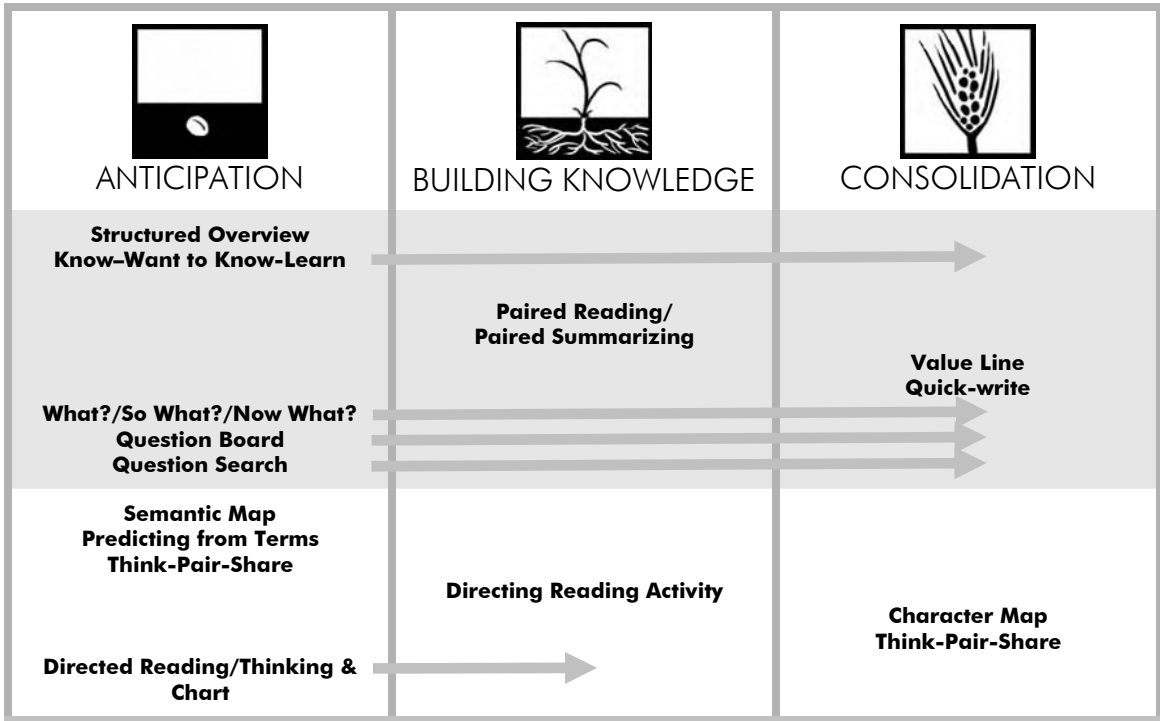 ANTICIPATION
BUILDING KNOWLEDGE
CONSOLIDATION
Structured Overview
Know–Want to Know-Learn
Paired Reading/
Paired Summarizing
Value Line
Quick-write
What?/So What?/Now What?
Question Board
Question Search
Semantic Map
Predicting from Terms
Think-Pair-Share
Directing Reading Activity
Character Map
Think-Pair-Share
Directed Reading/Thinking &
Chart